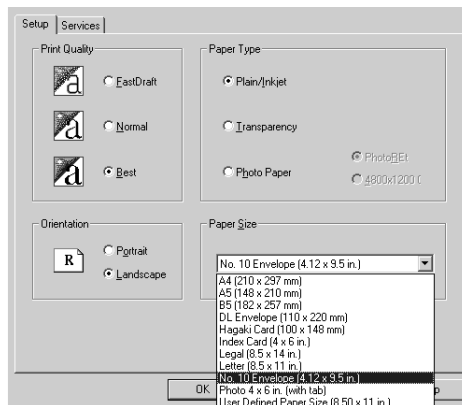 Setup Services
Print Quality
a FastDraft
a Normal
a Best
Paper Type
Plain/Inkjet
Transparency
Photo Paper
PhotoREt
4800x1200
Orientation
R
Portrait
Landscape
Paper Size
No. 10 Envelope (4.12 x 9.5 in.)
A4 (210 x 297 mm)
A5 (148 x 210 mm)
B5 (182 x 257 mm)
DL Envelope (110 x 220 mm)
Hagaki Card (100 x 148 mm)
Index Card (4 x 6 in.)
Legal (8.5 x 14 in.)
Letter (8.5 x 11 in.)
No. 10 Envelope (4.12 x 9.5 in.)
Photo 4 x 6 in. (with tab)
User Defined Paper Size (8.50 x 11 in.)
OK